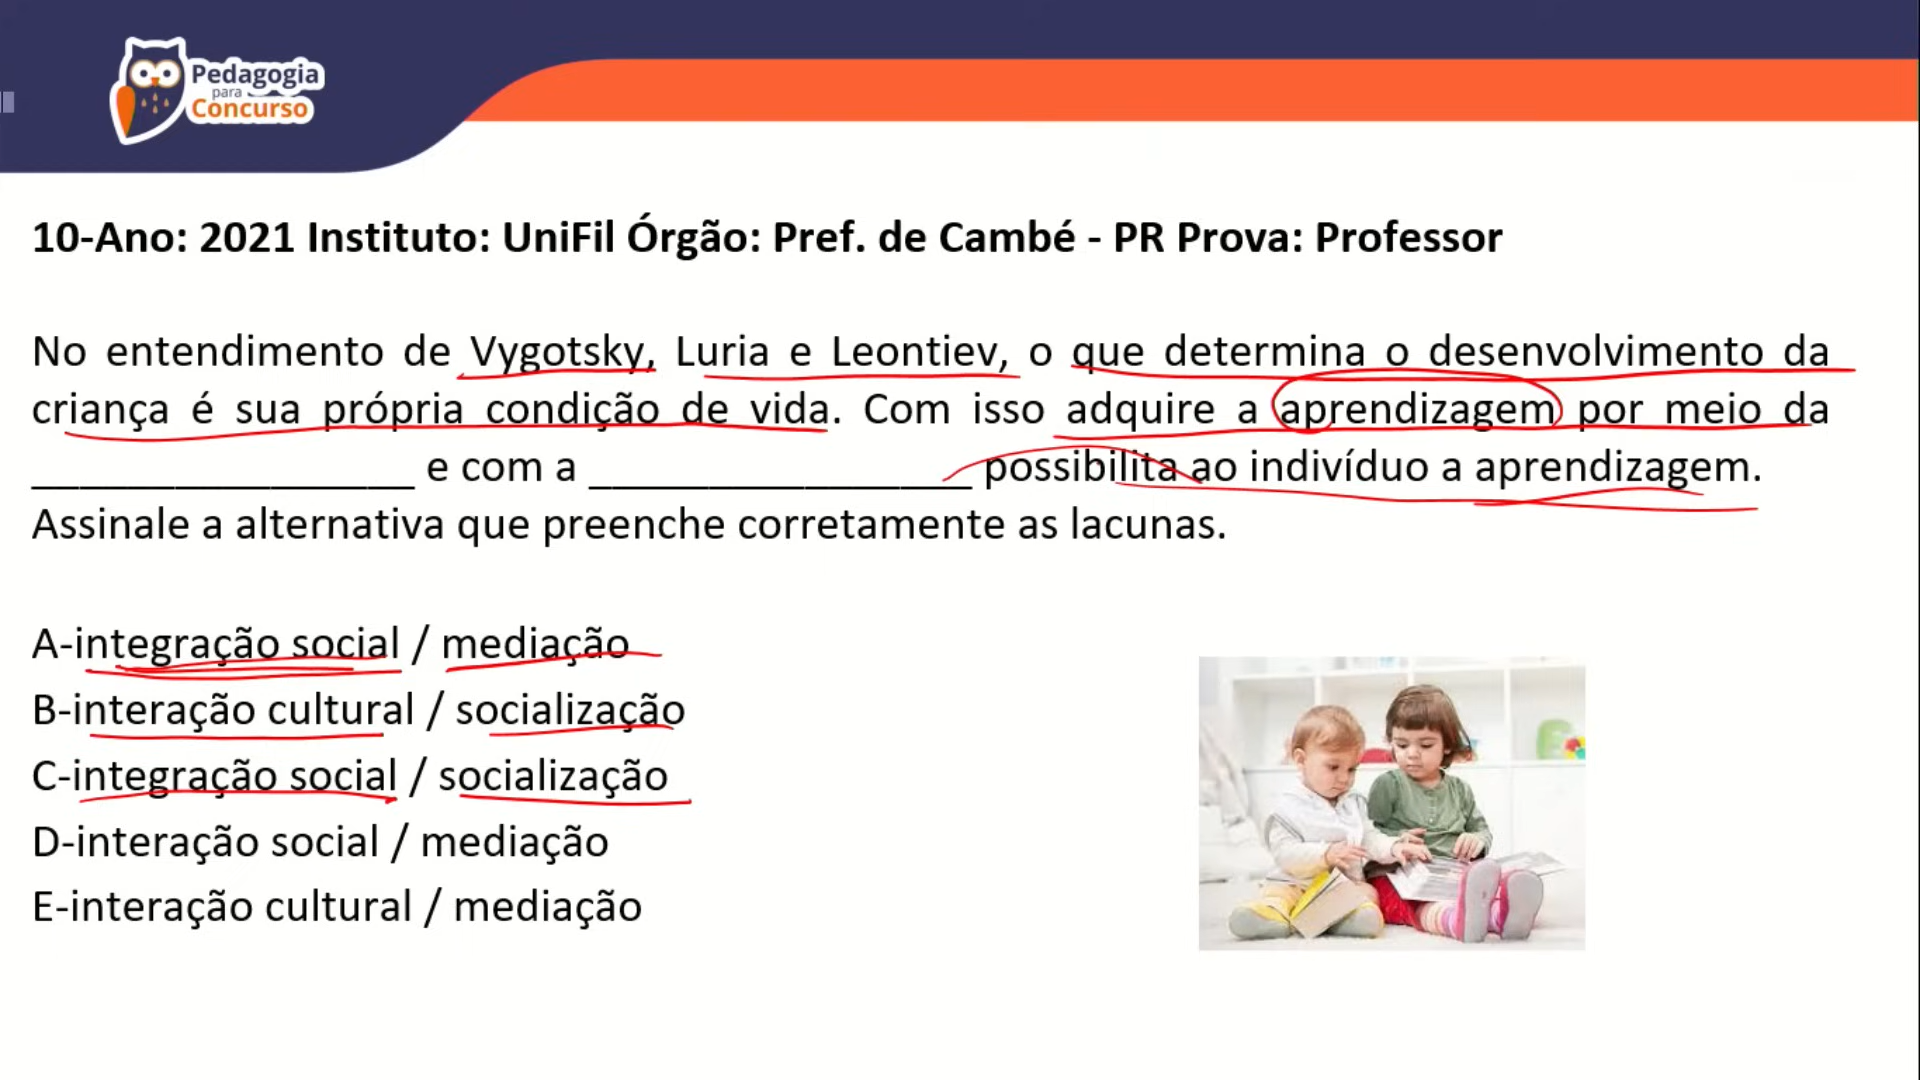 Pedagogia
para
Concurso
10-Ano: 2021 Instituto: UniFil Órgão: Pref. de Cambé - PR Prova: Professor
No entendimento de Vygotsky, Luria e Leontiev, o que determina o desenvolvimento da
criança é sua própria condição de vida. Com isso adquire a aprendizagem por meio da
________________ e com a ________________ possibilita ao indivíduo a aprendizagem.
Assinale a alternativa que preenche corretamente as lacunas.
A-integração social / mediação
B-interação cultural / socialização
C-integração social / socialização
D-interação social / mediação
E-interação cultural / mediação